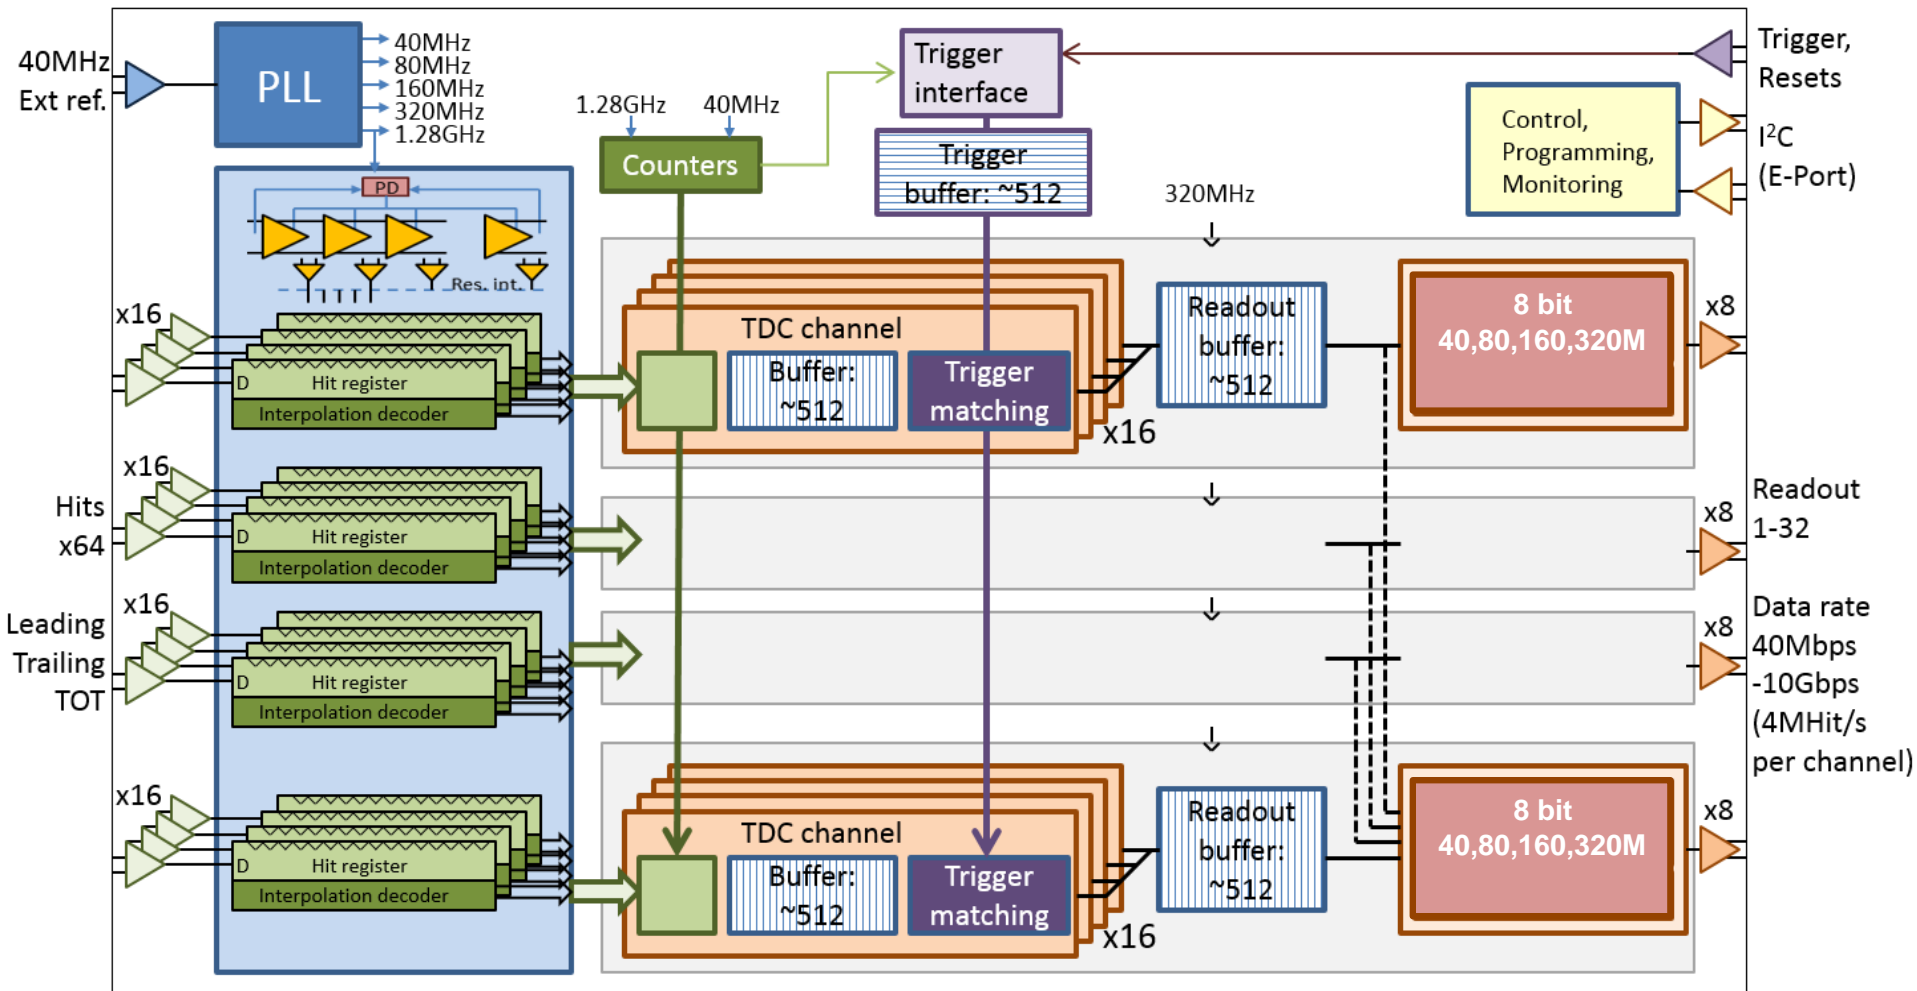 40MHz
Ext ref.
PLL
40MHz
80MHz
160MHz
320MHz
1.28GHz
1.28GHz
40MHz
Counters
Trigger
interface
Trigger
buffer: ~512
Trigger,
Resets
Control,
Programming,
Monitoring
I²C
(E-Port)
320MHz
PD
Res. int.
x16
D
Hit register
Interpolation decoder
TDC channel
Buffer:
~512
Trigger
matching
x16
Readout
buffer:
~512
8 bit
40,80,160,320M
x8
Hits
x64
x16
D
Hit register
Interpolation decoder
x8
Readout
1-32
Leading
Trailing
TOT
x16
D
Hit register
Interpolation decoder
x8
Data rate
40Mbps
-10Gbps
(4MHit/s
per channel)
x16
D
Hit register
Interpolation decoder
TDC channel
Buffer:
~512
Trigger
matching
x16
Readout
buffer:
~512
8 bit
40,80,160,320M
x8